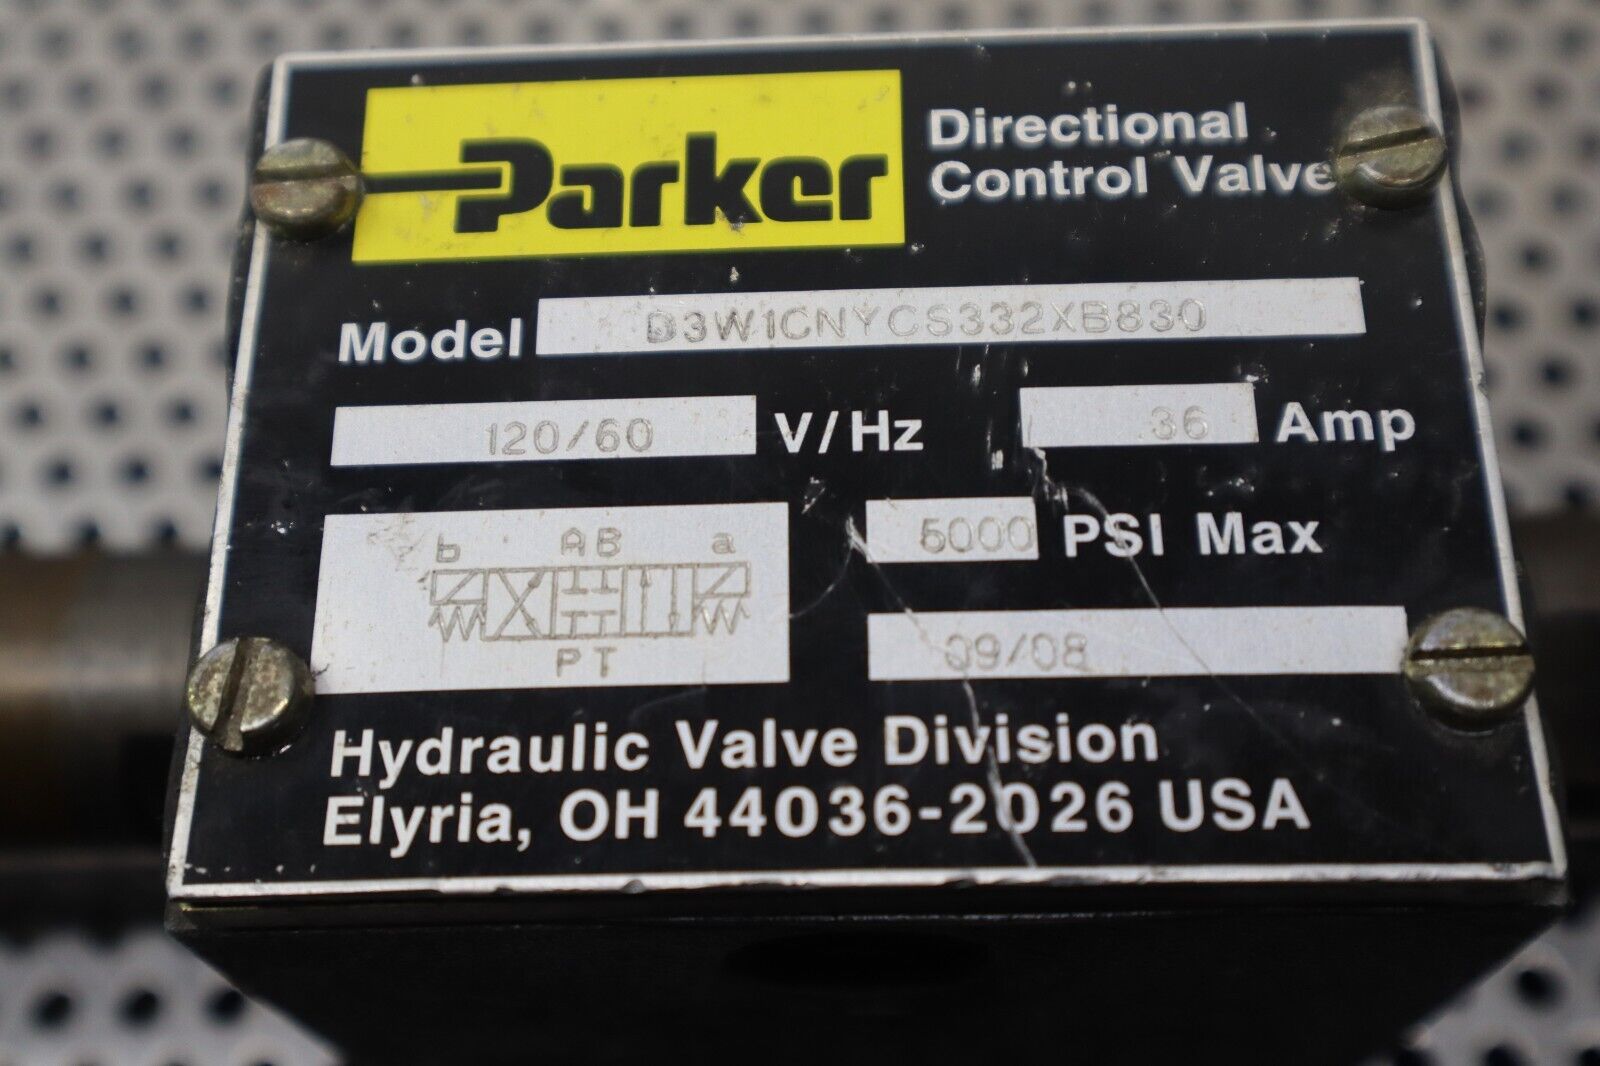 Parker
Directional
Control Valve
Model D3W1CNYCS332XB830
120/60 V/Hz .36 Amp
b AB a
5000 PSI Max
PT
09/08
Hydraulic Valve Division
Elyria, OH 44036-2026 USA